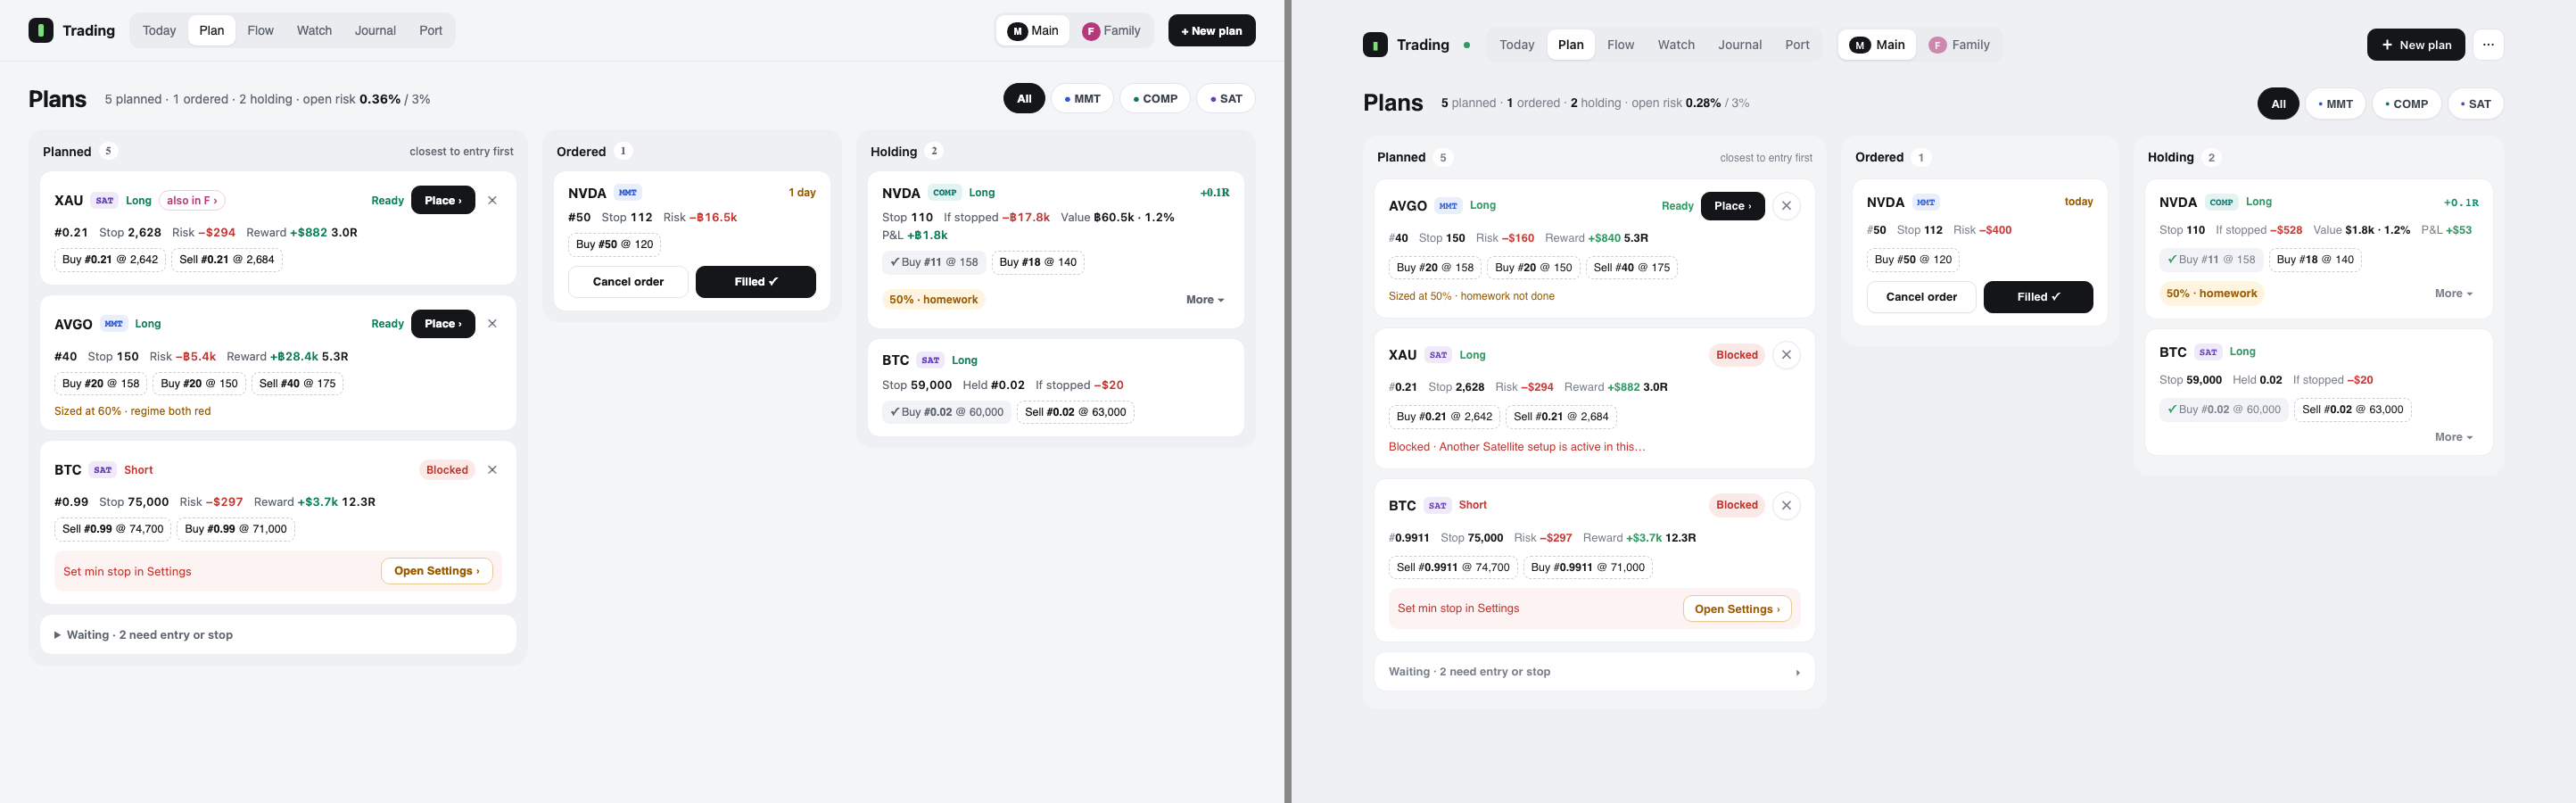 Trading Today Plan Flow Watch Journal Port M Main F Family + New plan
Plans 5 planned · 1 ordered · 2 holding · open risk 0.36% / 3% All • MMT • COMP • SAT
Planned 5 closest to entry first
XAU SAT Long also in F › Ready Place › ✕
#0.21 Stop 2,628 Risk −$294 Reward +$882 3.0R
Buy #0.21 @ 2,642 Sell #0.21 @ 2,684
AVGO MMT Long Ready Place › ✕
#40 Stop 150 Risk −฿5.4k Reward +฿28.4k 5.3R
Buy #20 @ 158 Buy #20 @ 150 Sell #40 @ 175
Sized at 60% · regime both red
BTC SAT Short Blocked ✕
#0.99 Stop 75,000 Risk −$297 Reward +$3.7k 12.3R
Sell #0.99 @ 74,700 Buy #0.99 @ 71,000
Set min stop in Settings Open Settings ›
▶ Waiting · 2 need entry or stop
Ordered 1
NVDA MMT 1 day
#50 Stop 112 Risk −฿16.5k
Buy #50 @ 120
Cancel order Filled ✓
Holding 2
NVDA COMP Long +0.1R
Stop 110 If stopped −฿17.8k Value ฿60.5k · 1.2%
P&L +฿1.8k
✓ Buy #11 @ 158 Buy #18 @ 140
50% · homework More ▾
BTC SAT Long
Stop 59,000 Held #0.02 If stopped −$20
✓ Buy #0.02 @ 60,000 Sell #0.02 @ 63,000
Trading • Today Plan Flow Watch Journal Port M Main F Family + New plan ···
Plans 5 planned · 1 ordered · 2 holding · open risk 0.28% / 3% All • MMT • COMP • SAT
Planned 5 closest to entry first
AVGO MMT Long Ready Place › ✕
#40 Stop 150 Risk −$160 Reward +$840 5.3R
Buy #20 @ 158 Buy #20 @ 150 Sell #40 @ 175
Sized at 50% · homework not done
XAU SAT Long Blocked ✕
#0.21 Stop 2,628 Risk −$294 Reward +$882 3.0R
Buy #0.21 @ 2,642 Sell #0.21 @ 2,684
Blocked · Another Satellite setup is active in this…
BTC SAT Short Blocked ✕
#0.9911 Stop 75,000 Risk −$297 Reward +$3.7k 12.3R
Sell #0.9911 @ 74,700 Buy #0.9911 @ 71,000
Set min stop in Settings Open Settings ›
Waiting · 2 need entry or stop ›
Ordered 1
NVDA MMT today
#50 Stop 112 Risk −$400
Buy #50 @ 120
Cancel order Filled ✓
Holding 2
NVDA COMP Long +0.1R
Stop 110 If stopped −$528 Value $1.8k · 1.2% P&L +$53
✓ Buy #11 @ 158 Buy #18 @ 140
50% · homework More ▾
BTC SAT Long
Stop 59,000 Held 0.02 If stopped −$20
✓ Buy #0.02 @ 60,000 Sell #0.02 @ 63,000
More ▾